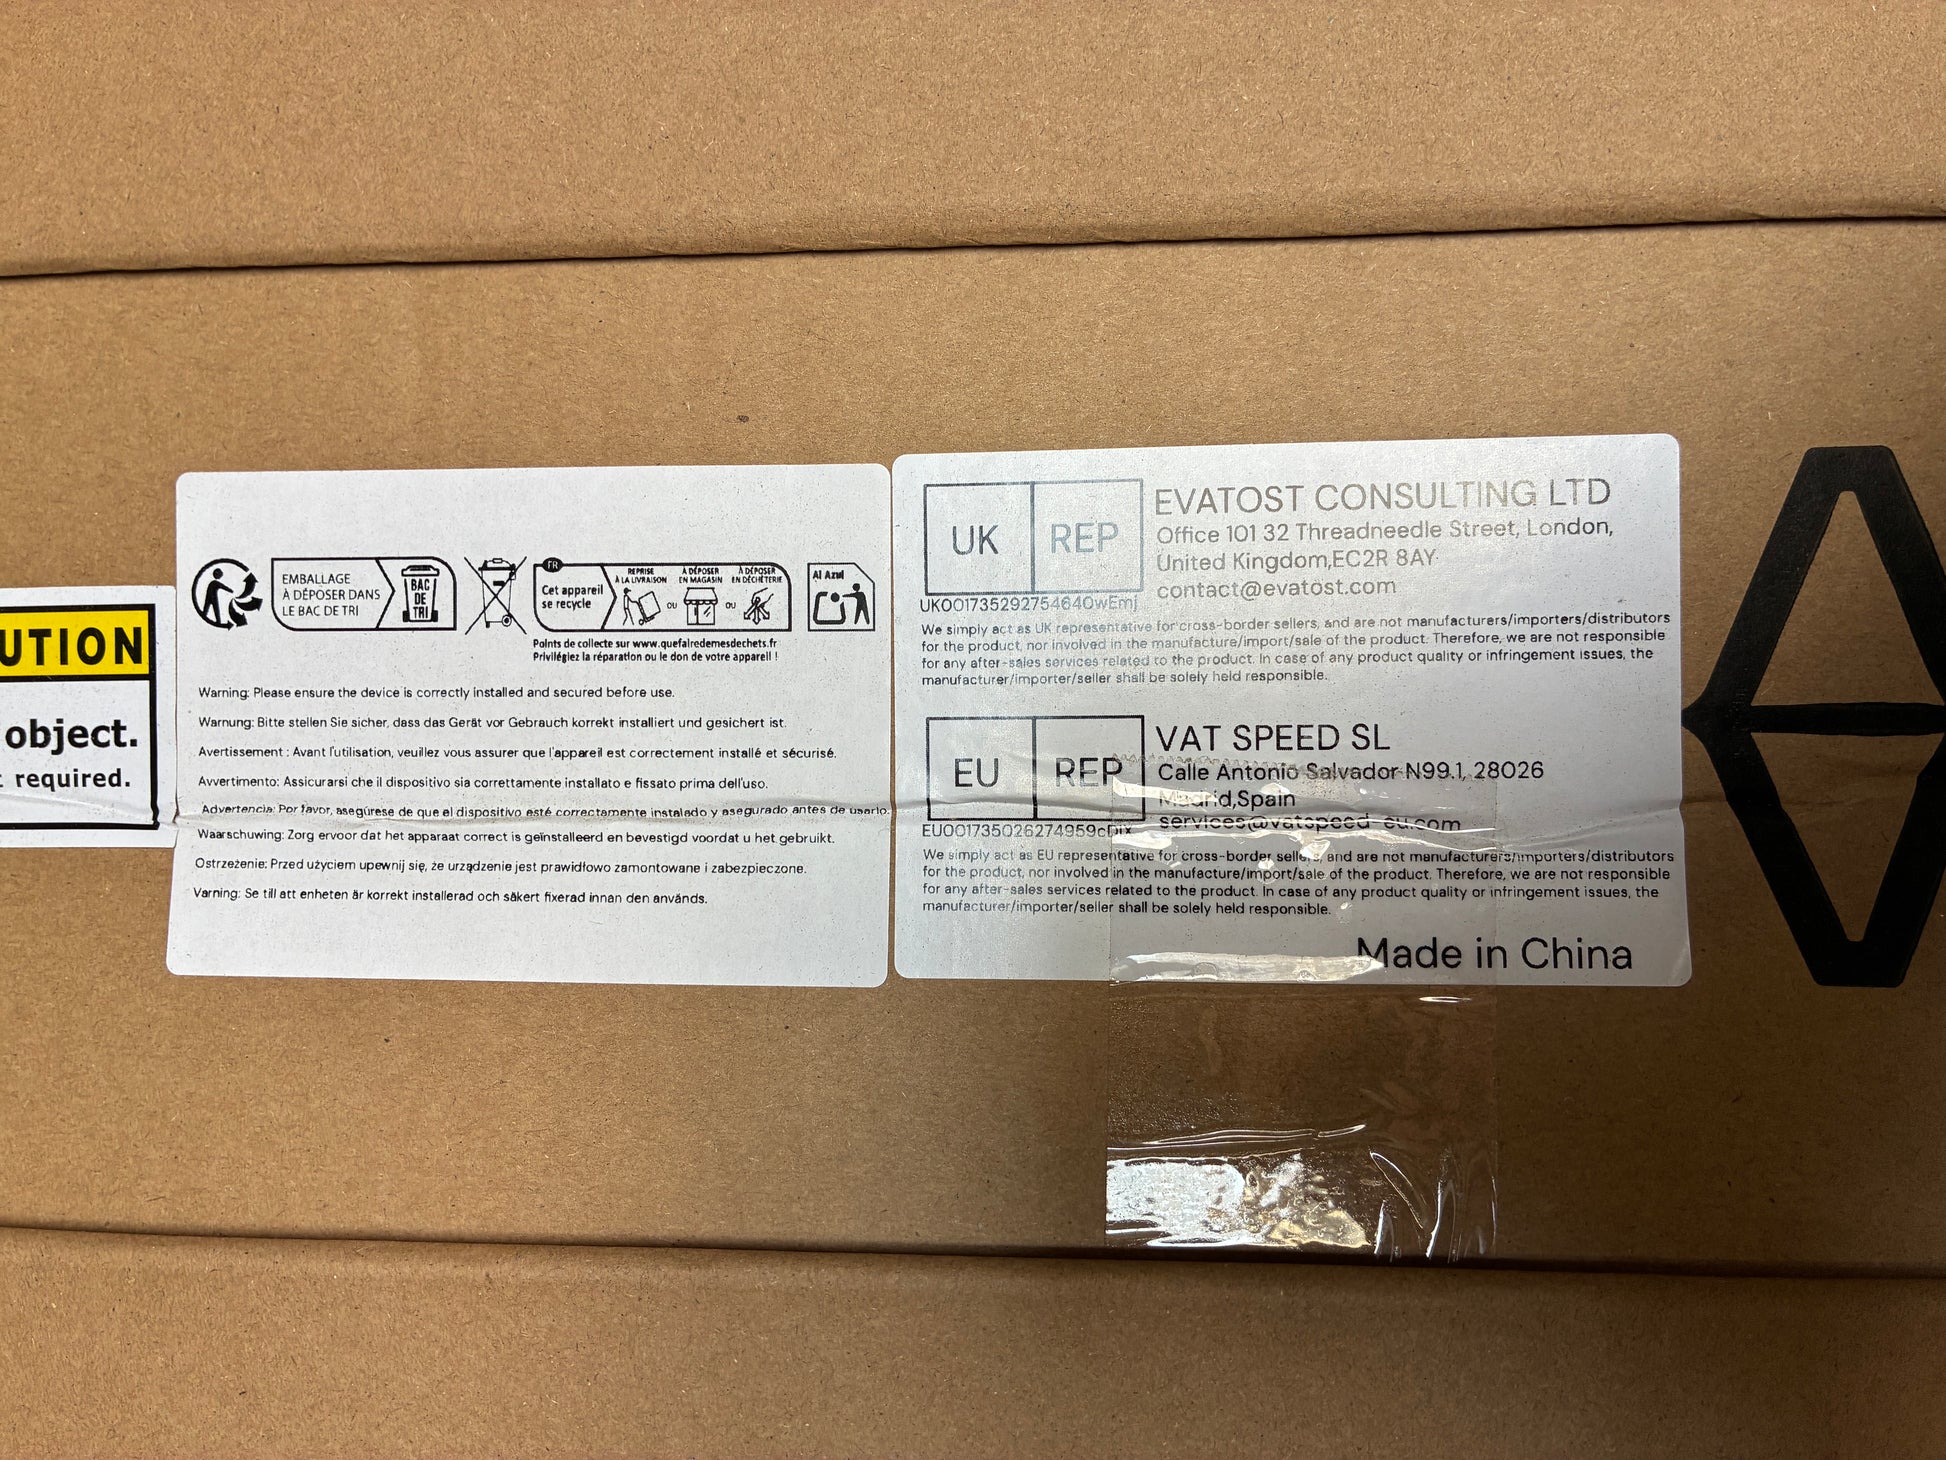 UTION
object.
required.
EMBALLAGE
À DÉPOSER DANS
LE BAC DE TRI
BAC
DE
TRI
FR
Cet appareil
se recycle
REPRISE
À LA LIVRAISON
OU
À DÉPOSER
EN MAGASIN
OU
À DÉPOSER
EN DÉCHÈTERIE
Points de collecte sur www.quefairedemesdechets.fr
Privilégiez la réparation ou le don de votre appareil !
Al Azul
Warning: Please ensure the device is correctly installed and secured before use.
Warnung: Bitte stellen Sie sicher, dass das Gerät vor Gebrauch korrekt installiert und gesichert ist.
Avertissement : Avant l'utilisation, veuillez vous assurer que l'appareil est correctement installé et sécurisé.
Avvertimento: Assicurarsi che il dispositivo sia correttamente installato e fissato prima dell'uso.
Advertencia: Por favor, asegúrese de que el dispositivo esté correctamente instalado y asegurado antes de usarlo.
Waarschuwing: Zorg ervoor dat het apparaat correct is geïnstalleerd en bevestigd voordat u het gebruikt.
Ostrzeżenie: Przed użyciem upewnij się, że urządzenie jest prawidłowo zamontowane i zabezpieczone.
Varning: Se till att enheten är korrekt installerad och säkert fixerad innan den används.
UK REP
EVATOST CONSULTING LTD
Office 101 32 Threadneedle Street, London,
United Kingdom,EC2R 8AY
contact@evatost.com
UK001735292754640wEmj
We simply act as UK representative for cross-border sellers, and are not manufacturers/importers/distributors
for the product, nor involved in the manufacture/import/sale of the product. Therefore, we are not responsible
for any after-sales services related to the product. In case of any product quality or infringement issues, the
manufacturer/importer/seller shall be solely held responsible.
EU REP
VAT SPEED SL
Calle Antonio Salvador N99.1, 28026
Madrid,Spain
services@vatspeed-eu.com
EU001735026274959cDix
We simply act as EU representative for cross-border sellers, and are not manufacturers/importers/distributors
for the product, nor involved in the manufacture/import/sale of the product. Therefore, we are not responsible
for any after-sales services related to the product. In case of any product quality or infringement issues, the
manufacturer/importer/seller shall be solely held responsible.
Made in China